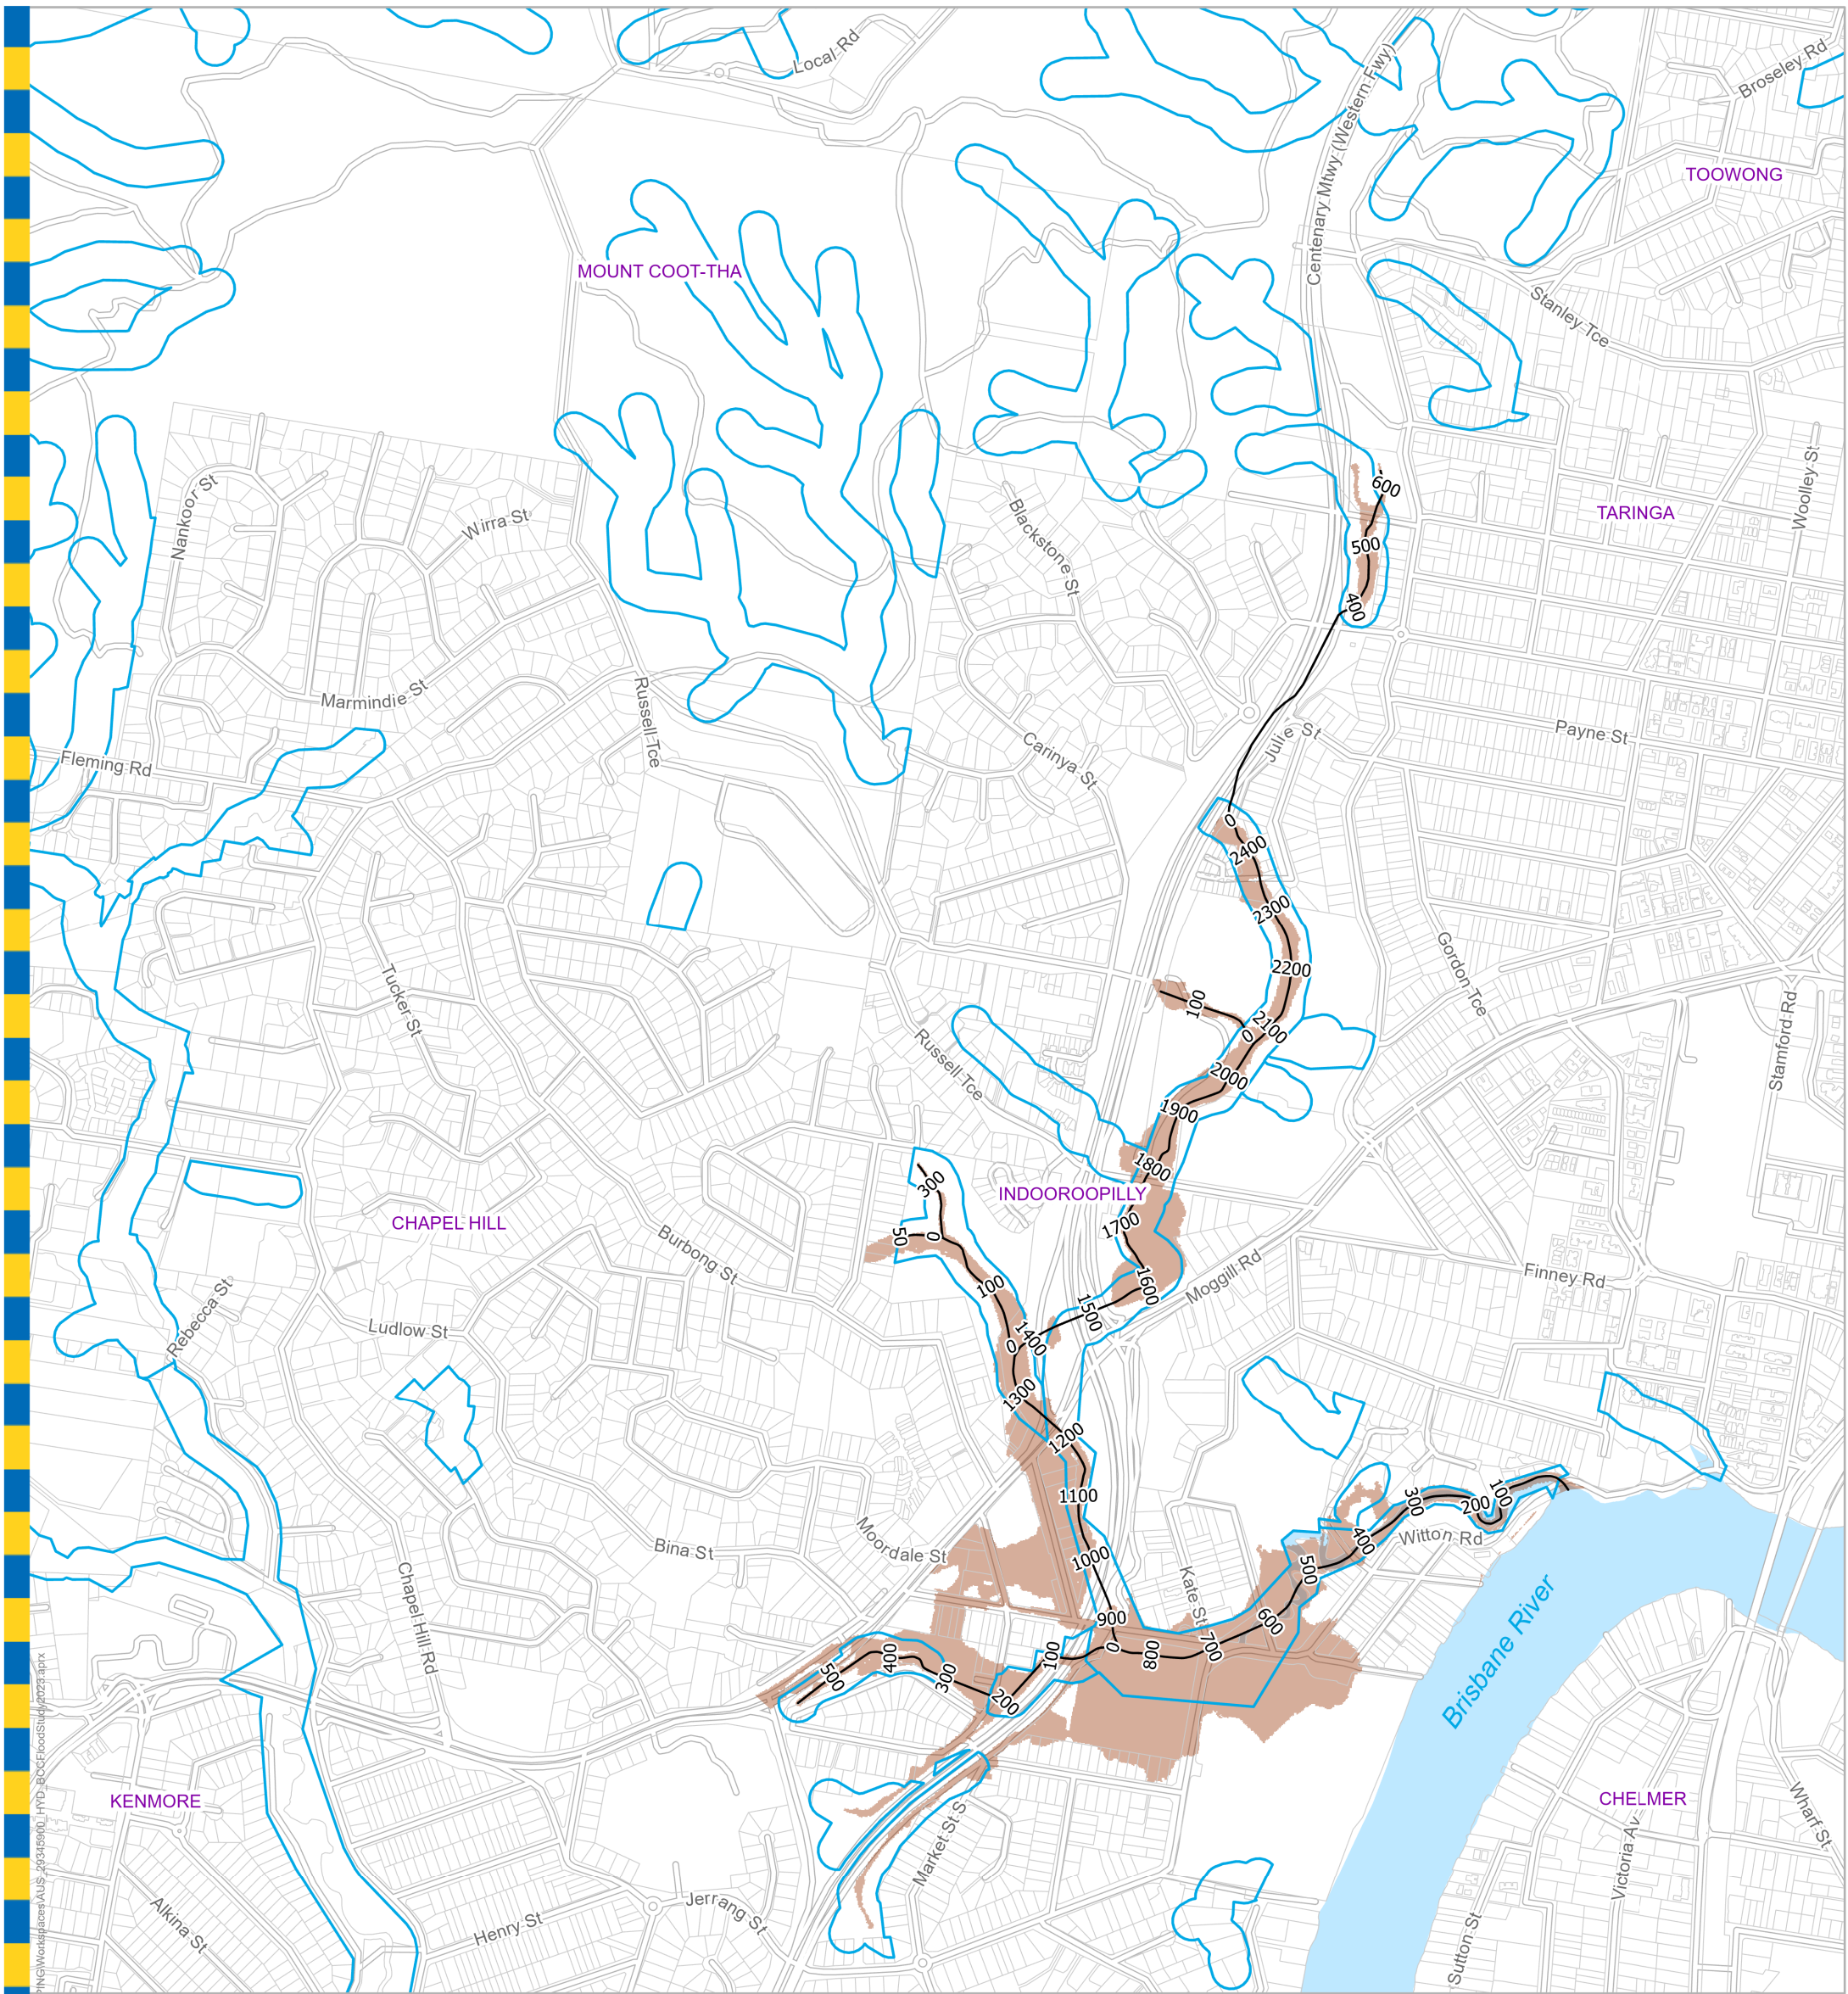 Local Rd
Centenary Mtwy (Western Fwy)
Broseley Rd
TOOWONG
MOUNT COOT-THA
Stanley Tce
Nankoor St
Wirra St
Blackstone St
600
TARINGA
Woolley St
500
400
Marmindie St
Russell Tce
Fleming Rd
Carinya St
Julie St
Payne St
0
2400
2300
Gordon Tce
2200
Tucker St
100
0
2100
Stamford Rd
Russell Tce
2000
1900
1800
300
INDOOROOPILLY
CHAPEL HILL
1700
50
0
Burbong St
100
1600
Moggill Rd
Finney Rd
Rebecca St
Ludlow St
1500
1400
0
1300
1200
1100
300
200
100
400
Witton Rd
Bina St
Moordale St
1000
500
Kate St
Chapel Hill Rd
900
600
0
100
800
700
500
400
300
200
Brisbane River
PING\Workspaces\AUS_29345900_HYD_BCCFloodStudy2023.aprx
KENMORE
CHELMER
Market St S
Victoria Av
Wharf St
Alkina St
Henry St
Jerrang St
Sutton St